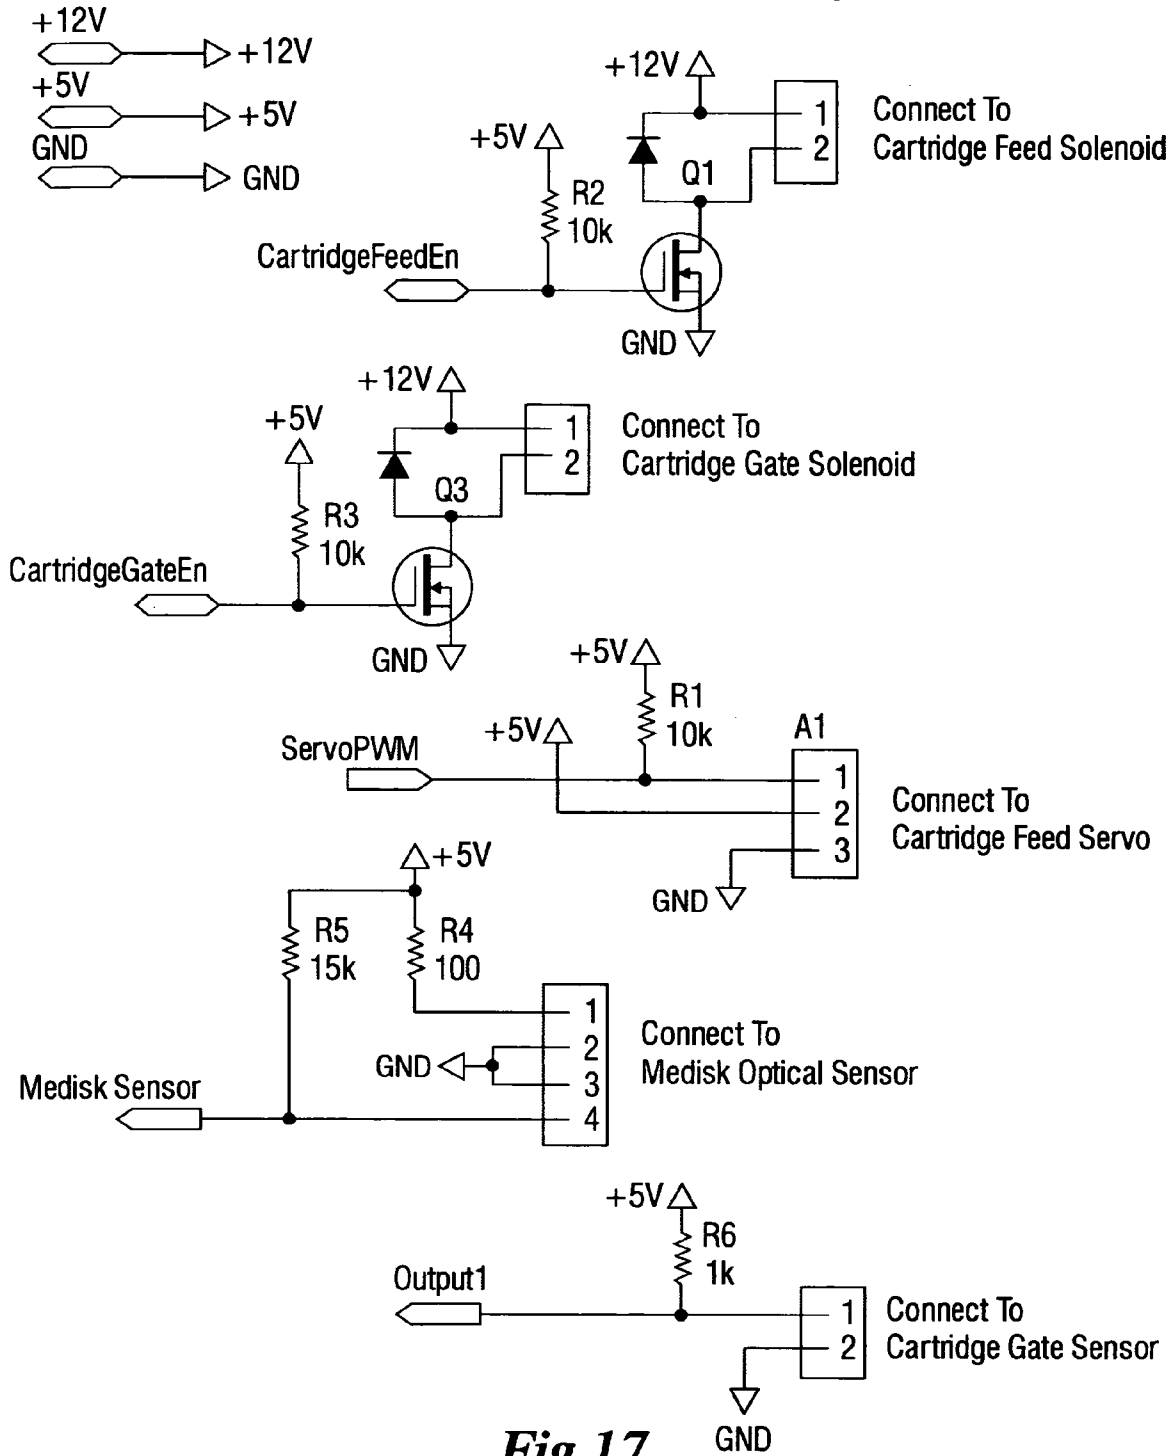 +12V
+12V
+5V
+5V
GND
GND
+12V
1
2
Connect To
Cartridge Feed Solenoid
+5V
Q1
R2
10k
CartridgeFeedEn
GND
+12V
1
2
Connect To
Cartridge Gate Solenoid
+5V
Q3
R3
10k
CartridgeGateEn
GND
+5V
R1
10k
+5V
A1
ServoPWM
1
2
3
Connect To
Cartridge Feed Servo
GND
+5V
R5
15k
R4
100
1
2
3
4
Connect To
Medisk Optical Sensor
GND
Medisk Sensor
+5V
R6
1k
Output1
1
2
Connect To
Cartridge Gate Sensor
GND
Fig.17